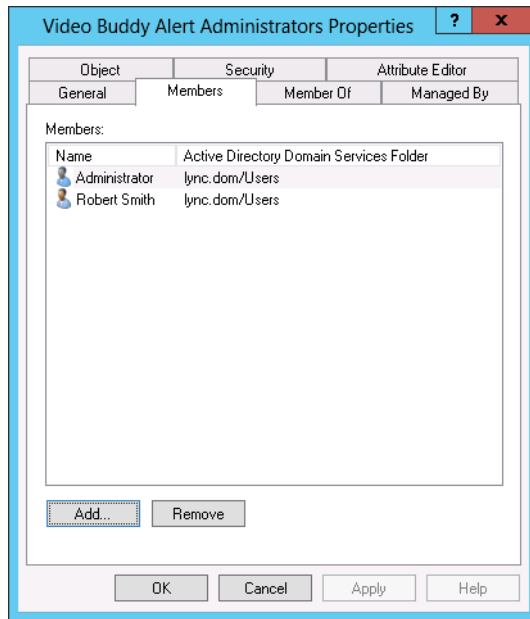 Video Buddy Alert Administrators Properties ? x
Object Security Attribute Editor
General Members Member Of Managed By
Members:
Name Active Directory Domain Services Folder
Administrator lync.dom/Users
Robert Smith lync.dom/Users
Add... Remove
OK Cancel Apply Help